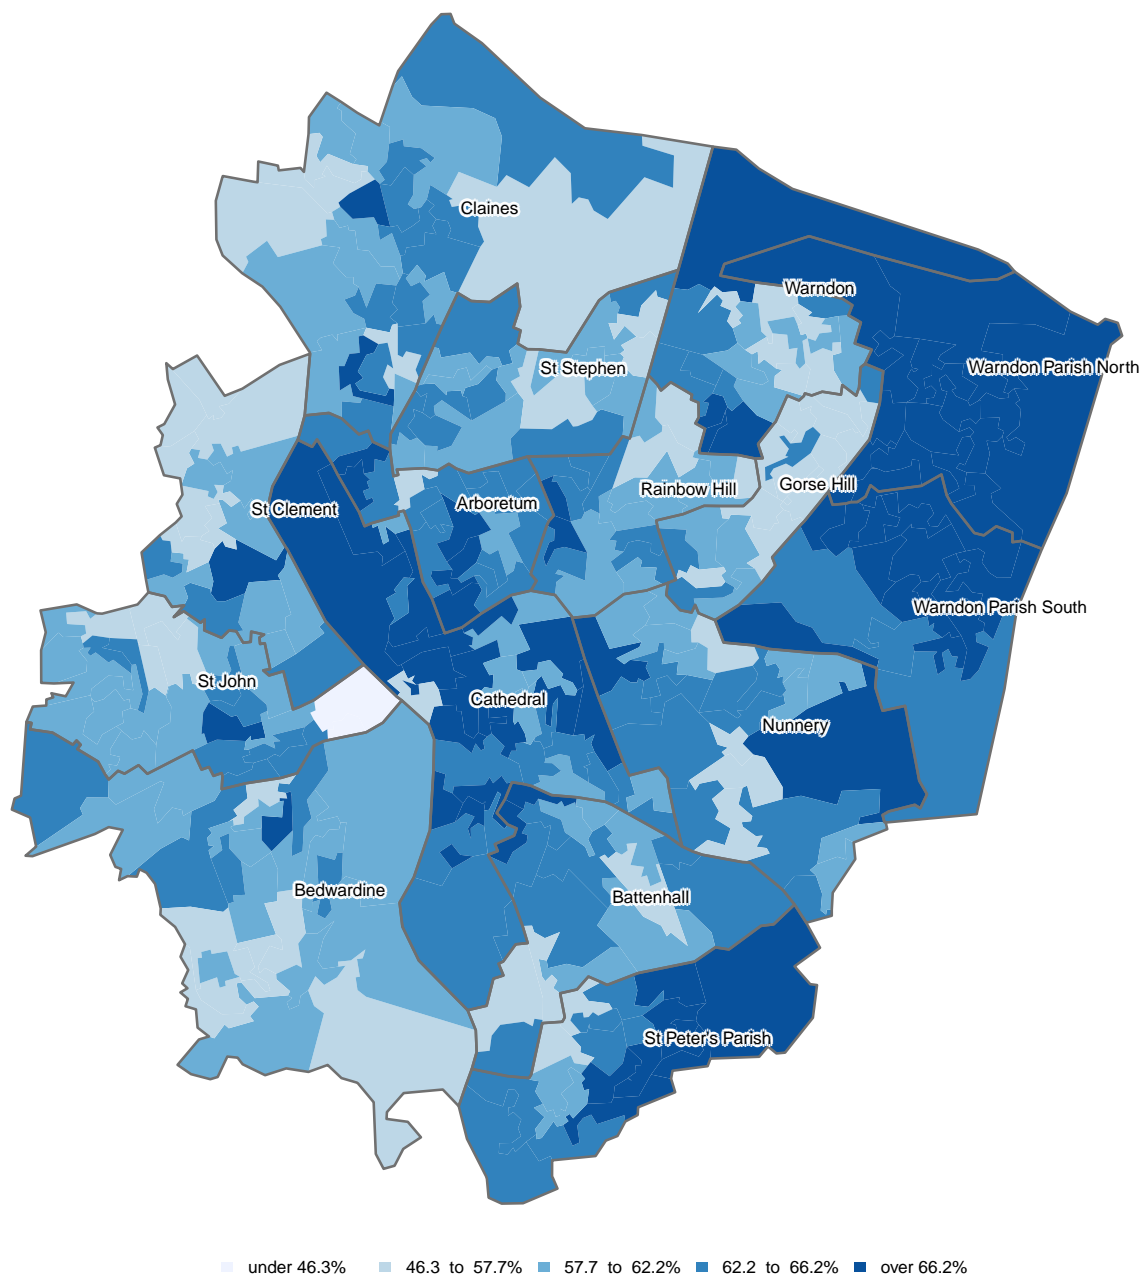 Claines
Warndon
Warndon Parish North
St Stephen
Rainbow Hill
Gorse Hill
Arboretum
St Clement
Warndon Parish South
St John
Cathedral
Nunnery
Bedwardine
Battenhall
St Peter's Parish
under 46.3% 46.3 to 57.7% 57.7 to 62.2% 62.2 to 66.2% over 66.2%